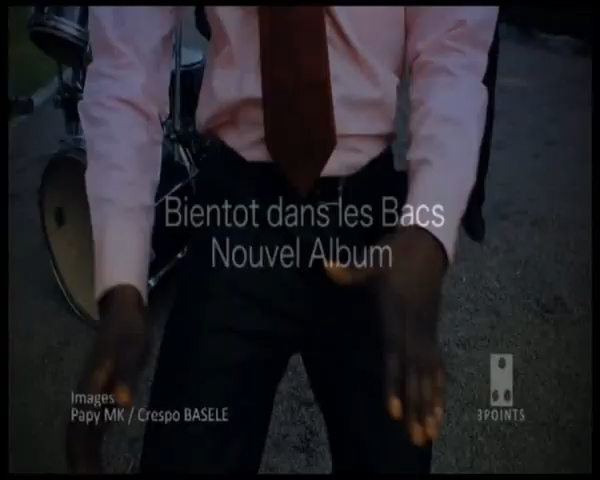 Bientot dans les Bacs
Nouvel Album
Images
Papy MK / Crespo BASELE
3POINTS